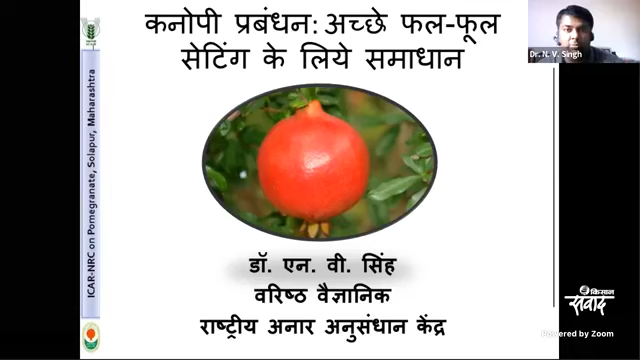 कनोपी प्रबंधन: अच्छे फल-फूल
सेटिंग के लिये समाधान
Dr. N. V. Singh
ICAR-NRC on Pomegranate, Solapur, Maharashtra
डॉ. एन. वी. सिंह
वरिष्ठ वैज्ञानिक
राष्ट्रीय अनार अनुसंधान केंद्र
किसान
संवाद
Powered by Zoom